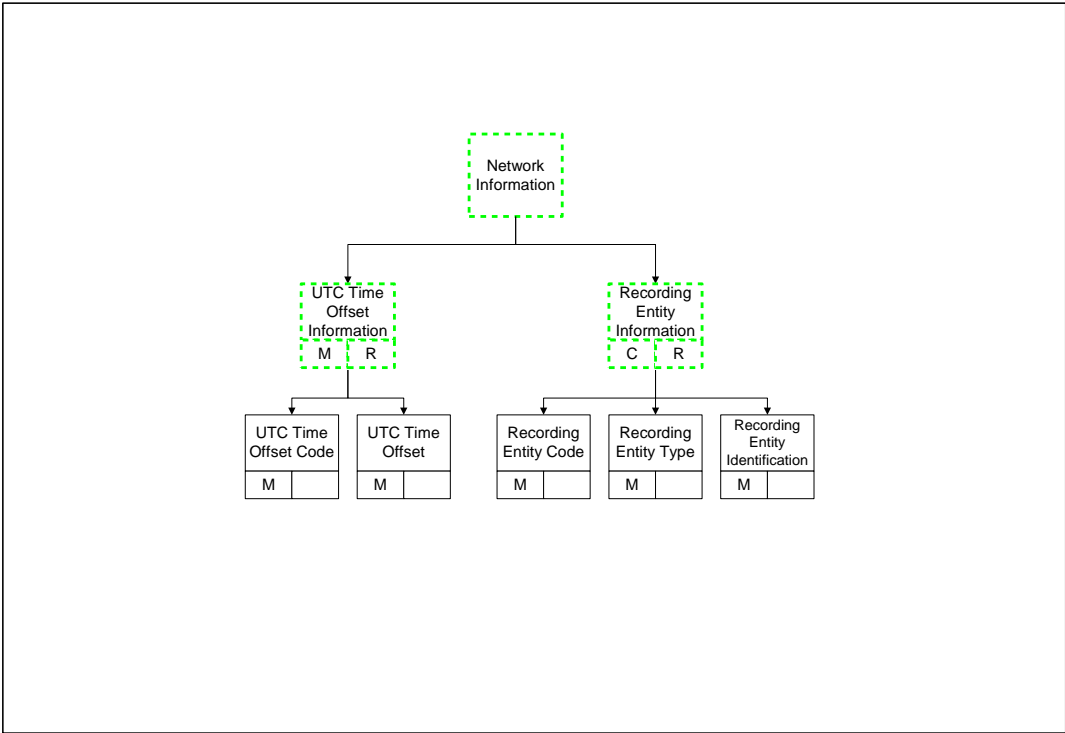 Network
Information
UTC Time
Offset
Information
M R
Recording
Entity
Information
C R
UTC Time
Offset Code
M
UTC Time
Offset
M
Recording
Entity Code
M
Recording
Entity Type
M
Recording
Entity
Identification
M